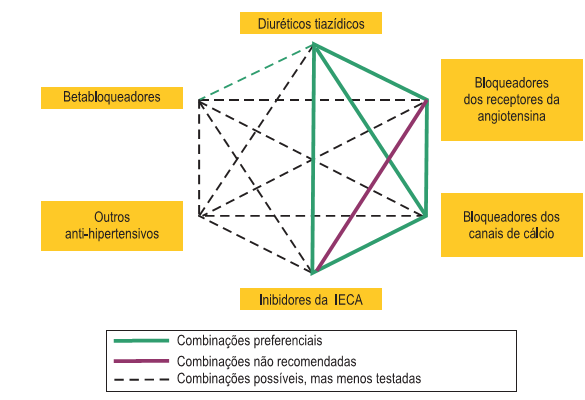 Diuréticos tiazídicos
Betabloqueadores
Bloqueadores
dos receptores da
angiotensina
Outros
anti-hipertensivos
Bloqueadores dos
canais de cálcio
Inibidores da IECA
Combinações preferenciais
Combinações não recomendadas
Combinações possíveis, mas menos testadas